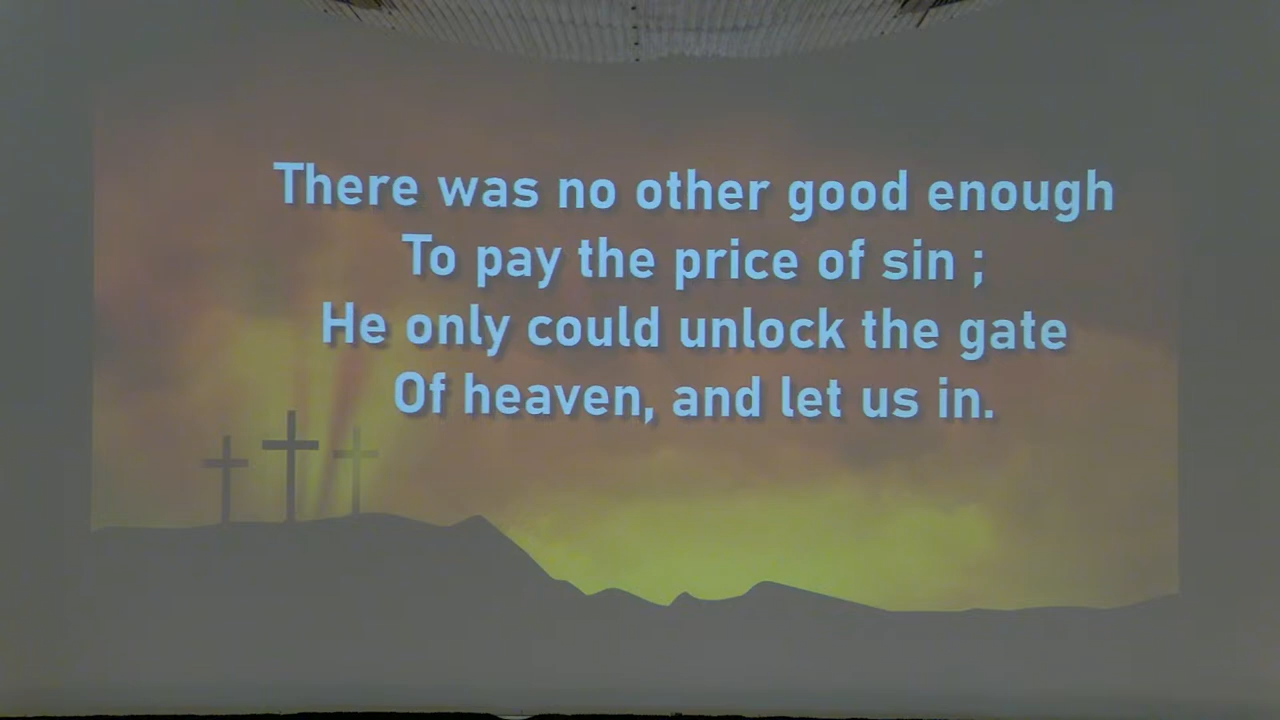 There was no other good enough
To pay the price of sin ;
He only could unlock the gate
Of heaven, and let us in.